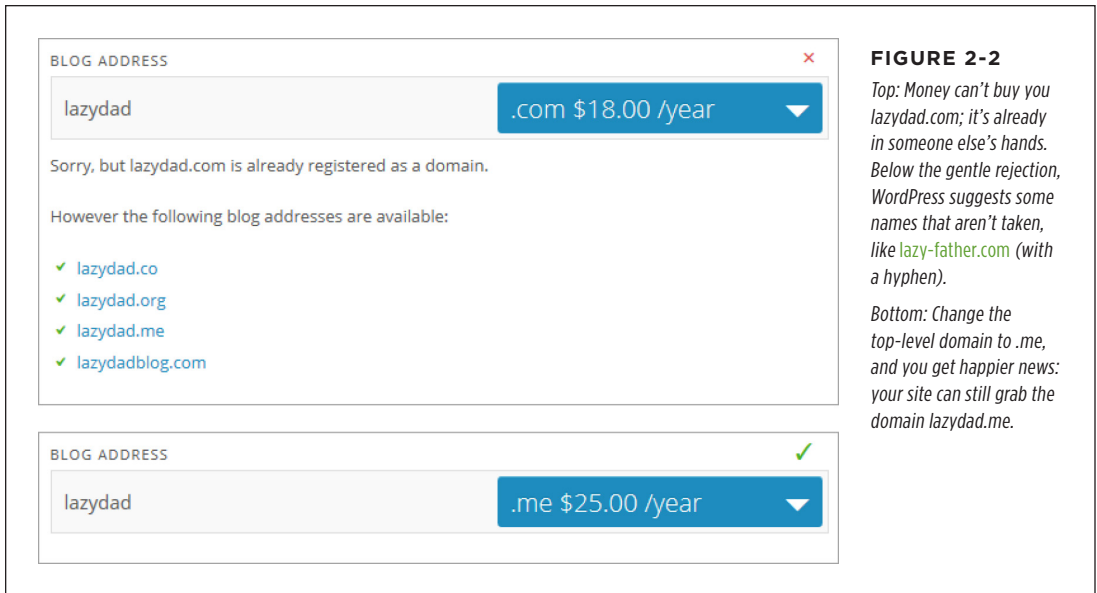 BLOG ADDRESS
lazydad
.com $18.00 /year
Sorry, but lazydad.com is already registered as a domain.
However the following blog addresses are available:
lazydad.co
lazydad.org
lazydad.me
lazydadblog.com
BLOG ADDRESS
lazydad
.me $25.00 /year
FIGURE 2-2
Top: Money can't buy you
lazydad.com; it's already
in someone else's hands.
Below the gentle rejection,
WordPress suggests some
names that aren't taken,
like lazy-father.com (with
a hyphen).
Bottom: Change the
top-level domain to .me,
and you get happier news:
your site can still grab the
domain lazydad.me.